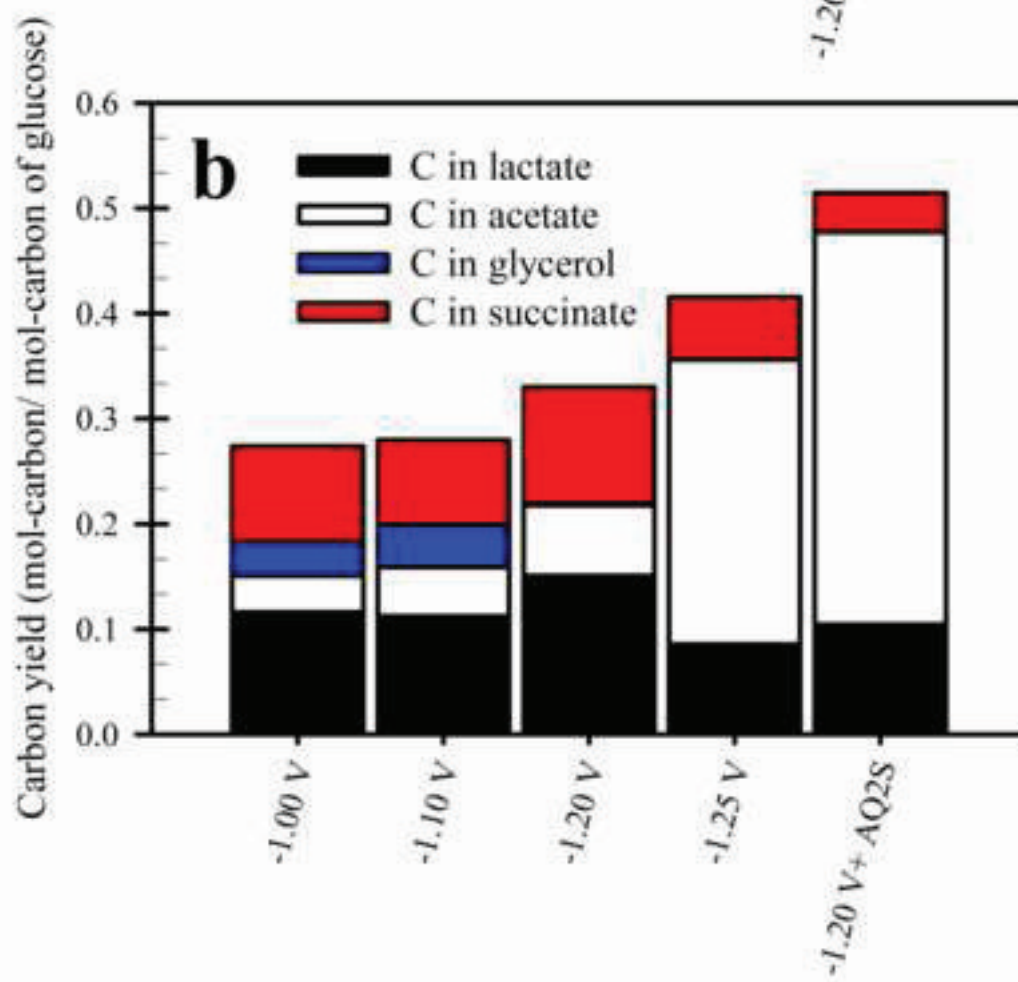 -1.20
Carbon yield (mol-carbon/ mol-carbon of glucose)
0.6
0.5
0.4
0.3
0.2
0.1
0.0
b
C in lactate
C in acetate
C in glycerol
C in succinate
-1.00 V
-1.10 V
-1.20 V
-1.25 V
-1.20 V+ AQ2S